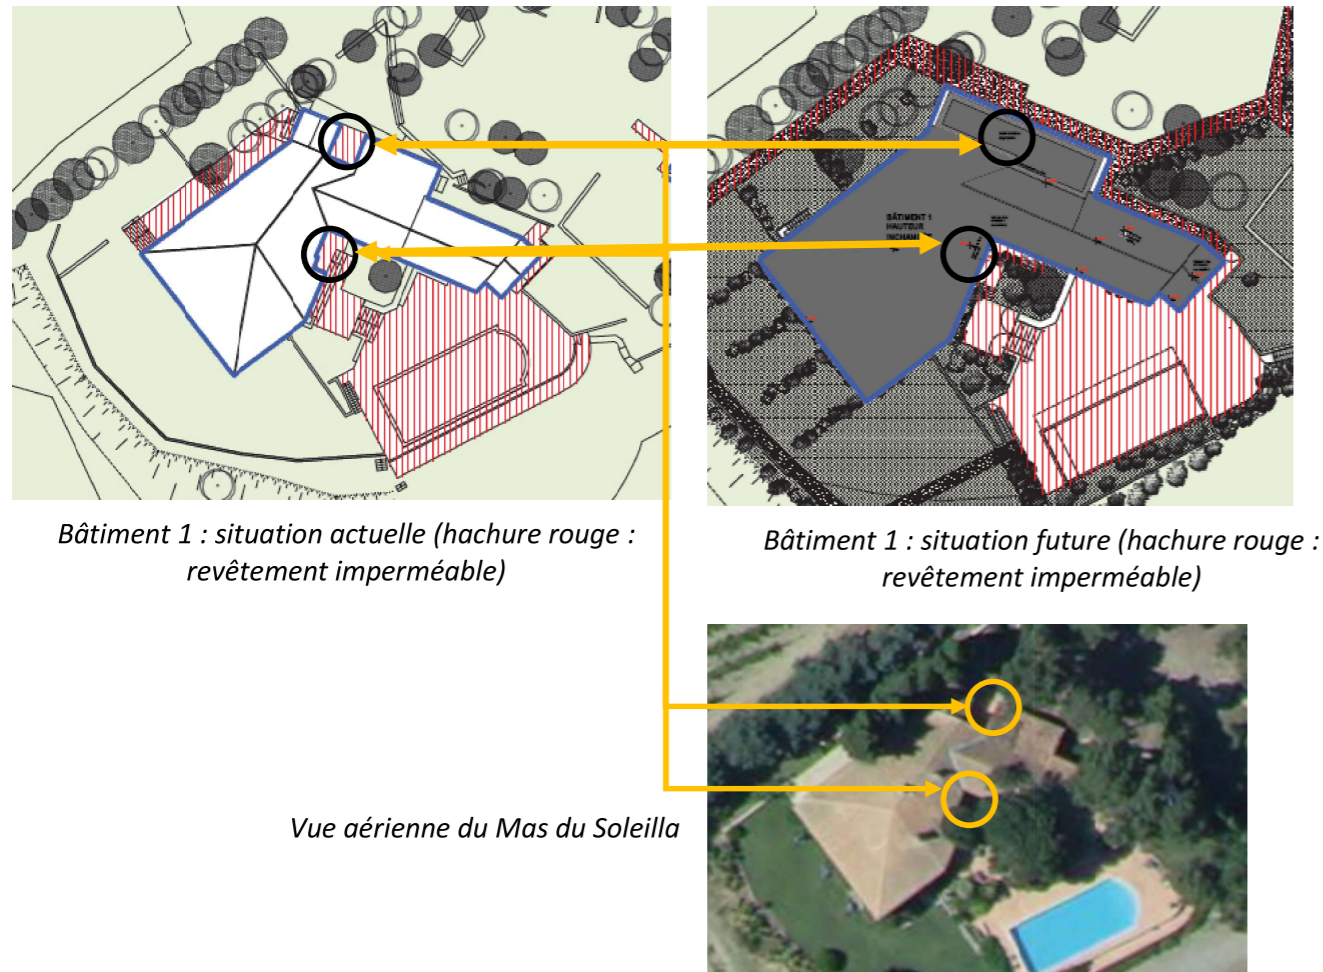 BÂTIMENT 1
HAUTEUR
INCHANGÉE
Bâtiment 1 : situation actuelle (hachure rouge :
revêtement imperméable)
Bâtiment 1 : situation future (hachure rouge :
revêtement imperméable)
Vue aérienne du Mas du Soleilla